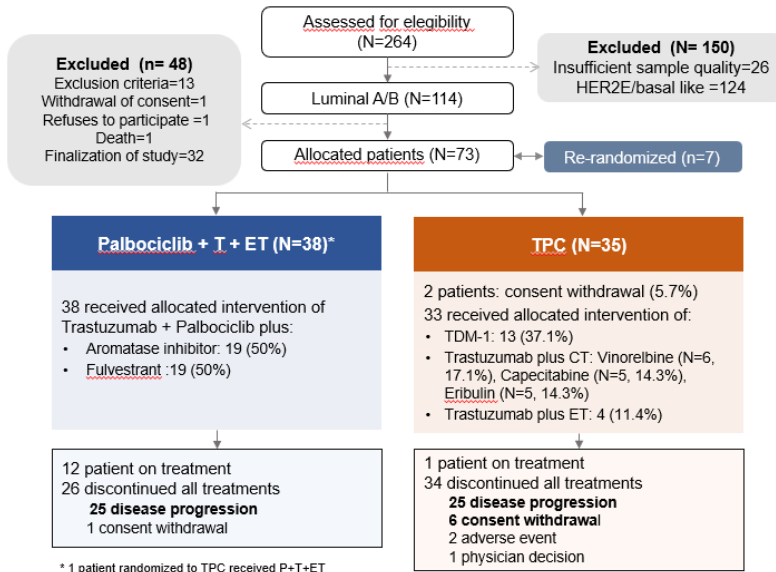 Assessed for elegibility
(N=264)
Excluded (n= 48)
Exclusion criteria=13
Withdrawal of consent=1
Refuses to participate =1
Death=1
Finalization of study=32
Excluded (N= 150)
Insufficient sample quality=26
HER2E/basal like =124
Luminal A/B (N=114)
Allocated patients (N=73)
Re-randomized (n=7)
Palbociclib + T + ET (N=38)*
38 received allocated intervention of
Trastuzumab + Palbociclib plus:
• Aromatase inhibitor: 19 (50%)
• Fulvestrant :19 (50%)
12 patient on treatment
26 discontinued all treatments
25 disease progression
1 consent withdrawal
* 1 patient randomized to TPC received P+T+ET
TPC (N=35)
2 patients: consent withdrawal (5.7%)
33 received allocated intervention of:
• TDM-1: 13 (37.1%)
• Trastuzumab plus CT: Vinorelbine (N=6,
17.1%), Capecitabine (N=5, 14.3%),
Eribulin (N=5, 14.3%)
• Trastuzumab plus ET: 4 (11.4%)
1 patient on treatment
34 discontinued all treatments
25 disease progression
6 consent withdrawal
2 adverse event
1 physician decision